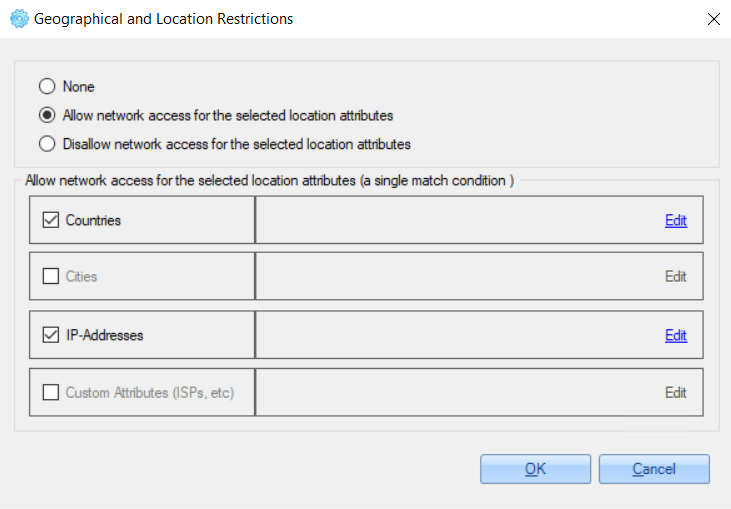 Geographical and Location Restrictions
None
Allow network access for the selected location attributes
Disallow network access for the selected location attributes
Allow network access for the selected location attributes (a single match condition )
Countries Edit
Cities Edit
IP-Addresses Edit
Custom Attributes (ISPs, etc) Edit
OK Cancel